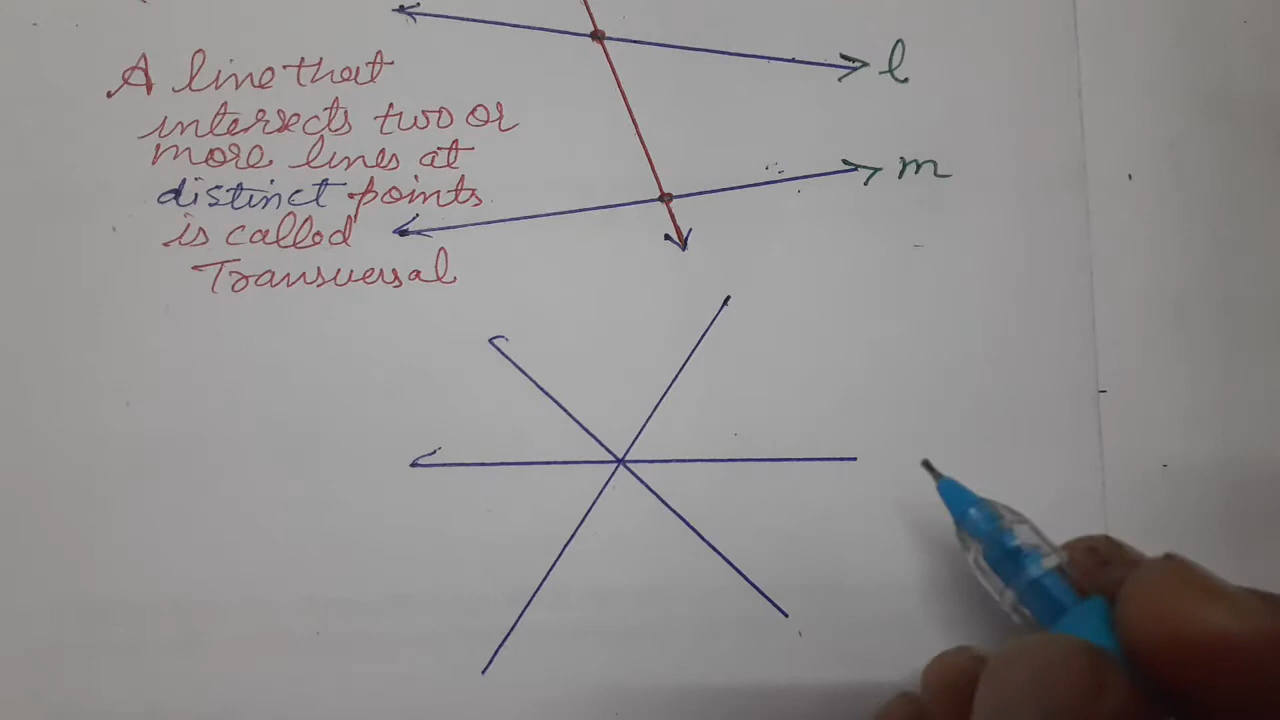 A line that
intersects two or
more lines at
distinct points
is called
Transversal
l
m